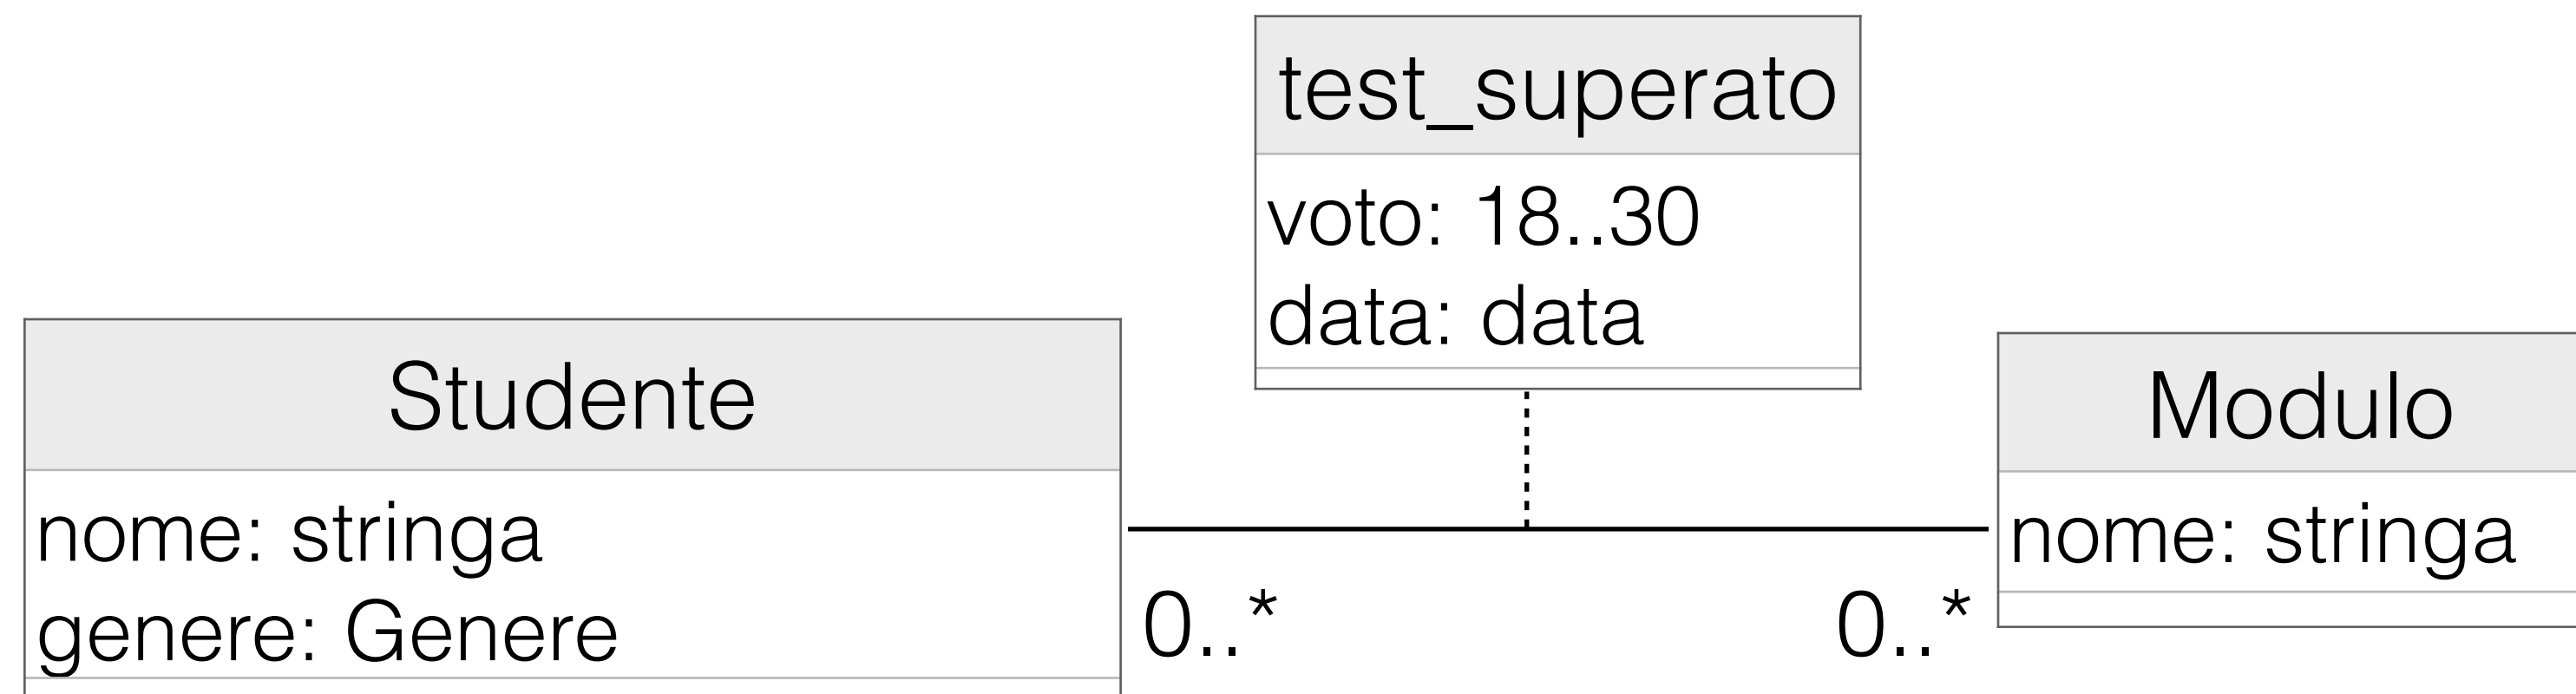 test_superato
voto: 18..30
data: data
Studente
nome: stringa
genere: Genere
0..*
0..*
Modulo
nome: stringa